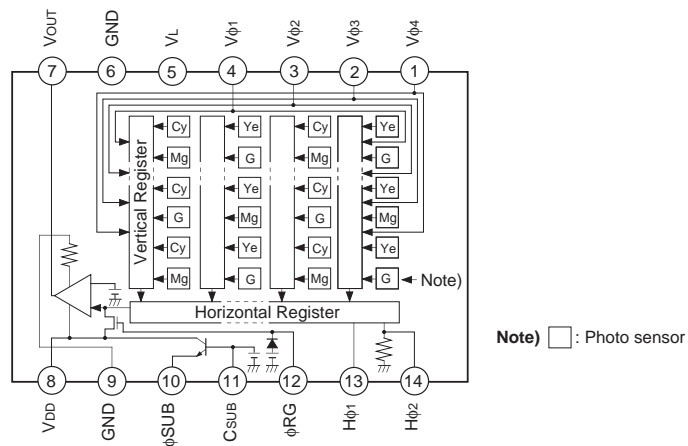 VOUT GND VL Vφ1 Vφ2 Vφ3 Vφ4
7 6 5 4 3 2 1
Cy Ye Cy Ye
Mg G Mg G
Cy Ye Cy Ye
G Mg G Mg
Cy Ye Cy Ye
Mg G Mg G
Vertical Register
Note)
Horizontal Register
Note) : Photo sensor
8 9 10 11 12 13 14
VDD GND φSUB CSUB φRG Hφ1 Hφ2